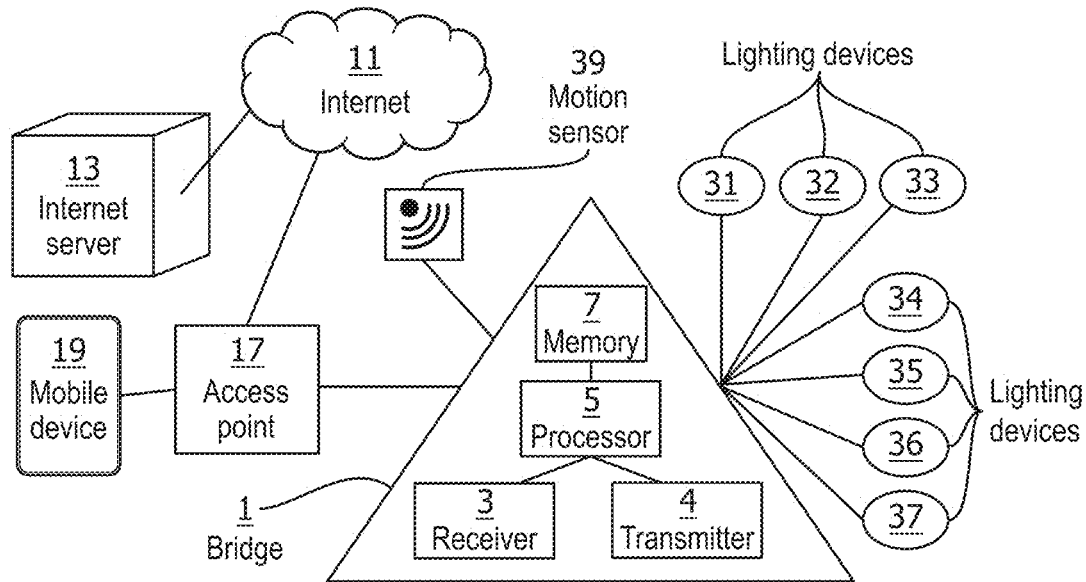 11
Internet
39
Motion
sensor
Lighting devices
13
Internet
server
31
32
33
19
Mobile
device
17
Access
point
7
Memory
5
Processor
3
Receiver
4
Transmitter
34
35
36
37
Lighting
devices
1
Bridge